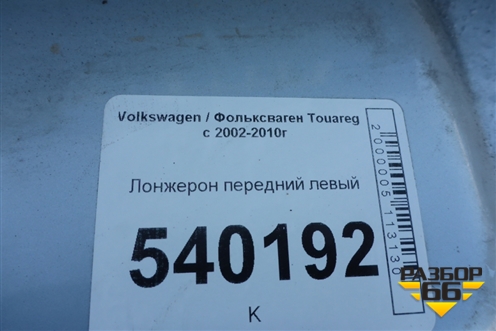 Volkswagen / Фольксваген Touareg
с 2002-2010г
Лонжерон передний левый
540192
К
2000005113130
РАЗБОР
66